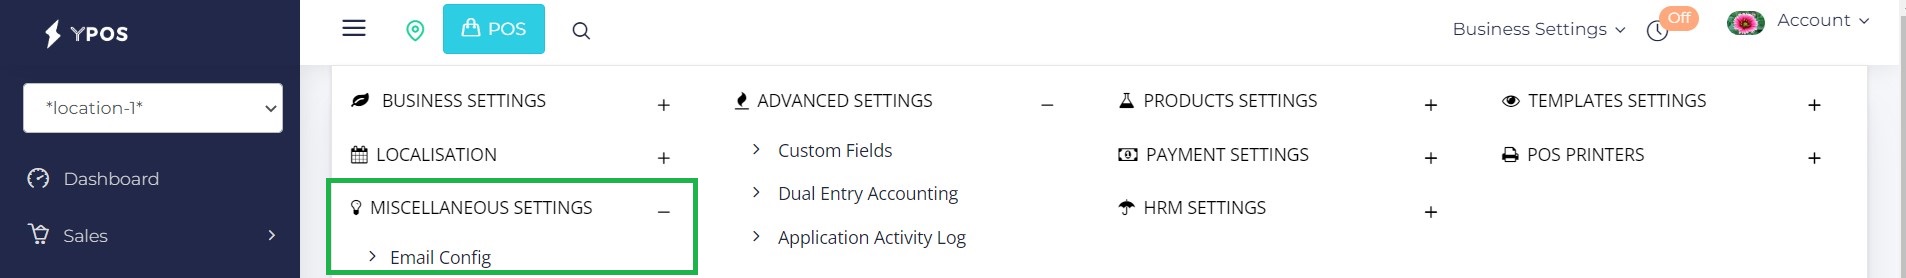 YPOS
*location-1*
Dashboard
Sales
POS
Business Settings
Off
Account
BUSINESS SETTINGS
LOCALISATION
MISCELLANEOUS SETTINGS
Email Config
ADVANCED SETTINGS
Custom Fields
Dual Entry Accounting
Application Activity Log
PRODUCTS SETTINGS
PAYMENT SETTINGS
HRM SETTINGS
TEMPLATES SETTINGS
POS PRINTERS